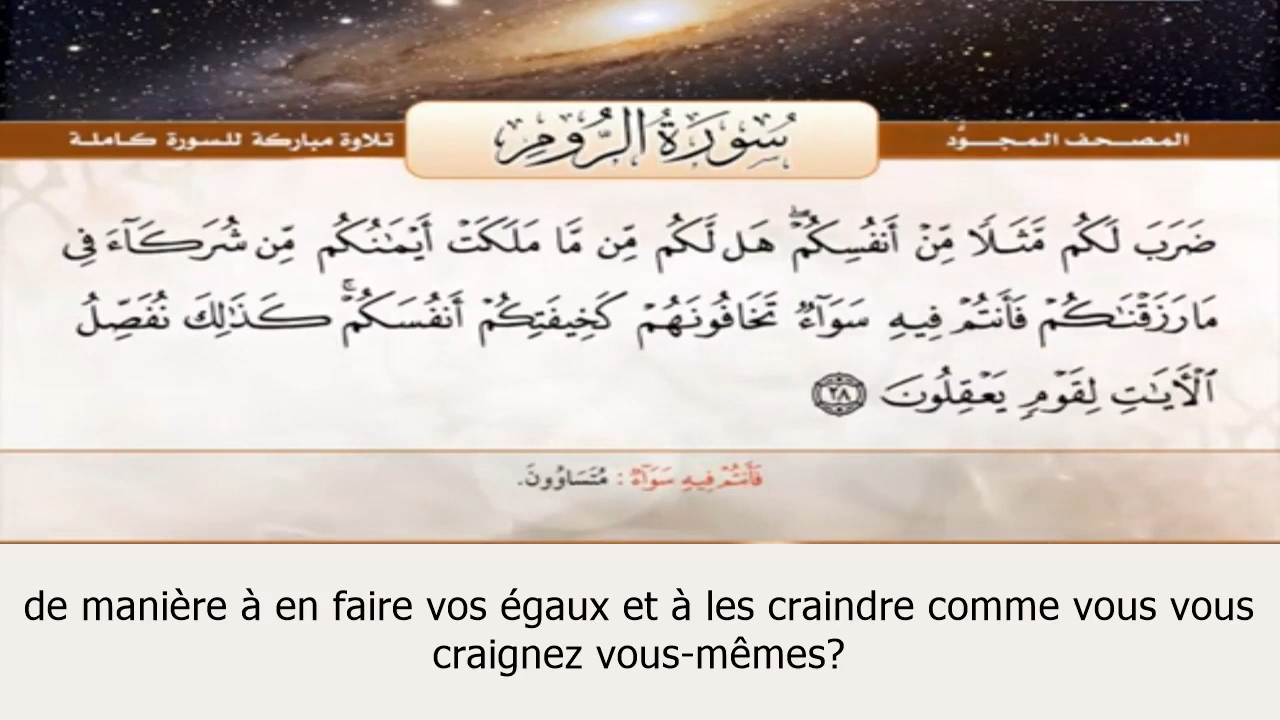 المصحف المجوَّد
سُورَةُ الرُّومِ
تلاوة مباركة للسورة كاملة
ضَرَبَ لَكُم مَّثَلًا مِّنْ أَنفُسِكُمْ ۖ هَل لَّكُم مِّن مَّا مَلَكَتْ أَيْمَٰنُكُم مِّن شُرَكَآءَ فِى
مَا رَزَقْنَٰكُمْ فَأَنتُمْ فِيهِ سَوَآءٌ تَخَافُونَهُمْ كَخِيفَتِكُمْ أَنفُسَكُمْ ۚ كَذَٰلِكَ نُفَصِّلُ
ٱلْأَيَٰتِ لِقَوْمٍ يَعْقِلُونَ ٢٨
فَأَنتُمْ فِيهِ سَوَآءٌ : مُتَسَاوُونَ.
de manière à en faire vos égaux et à les craindre comme vous vous
craignez vous-mêmes?